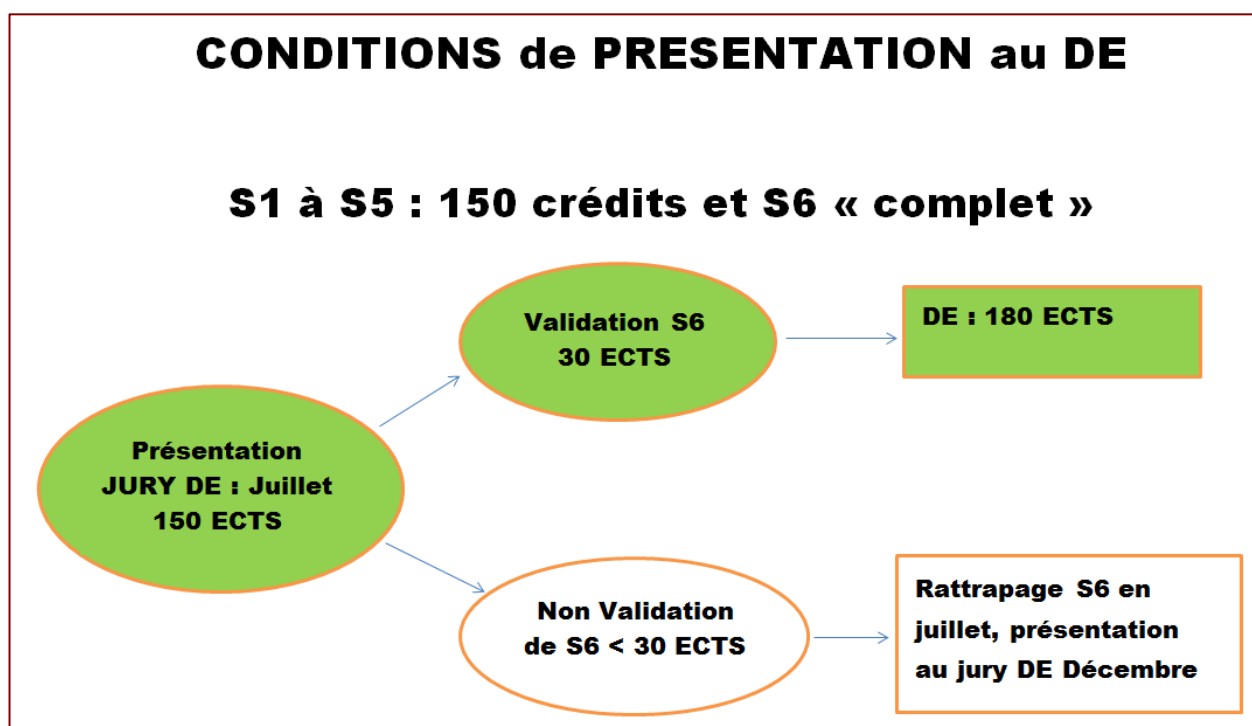 CONDITIONS de PRESENTATION au DE
S1 à S5 : 150 crédits et S6 « complet »
Validation S6
30 ECTS
DE : 180 ECTS
Présentation
JURY DE : Juillet
150 ECTS
Non Validation
de S6 < 30 ECTS
Rattrapage S6 en
juillet, présentation
au jury DE Décembre